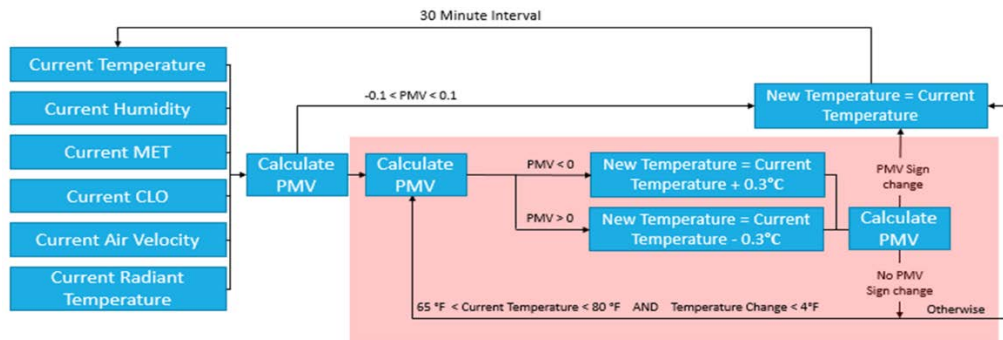 30 Minute Interval
Current Temperature
Current Humidity
Current MET
Current CLO
Current Air Velocity
Current Radiant
Temperature
Calculate
PMV
-0.1 < PMV < 0.1
New Temperature = Current
Temperature
Calculate
PMV
PMV < 0
New Temperature = Current
Temperature + 0.3°C
PMV > 0
New Temperature = Current
Temperature - 0.3°C
PMV Sign
change
Calculate
PMV
No PMV
Sign change
65 °F < Current Temperature < 80 °F AND Temperature Change < 4°F
Otherwise